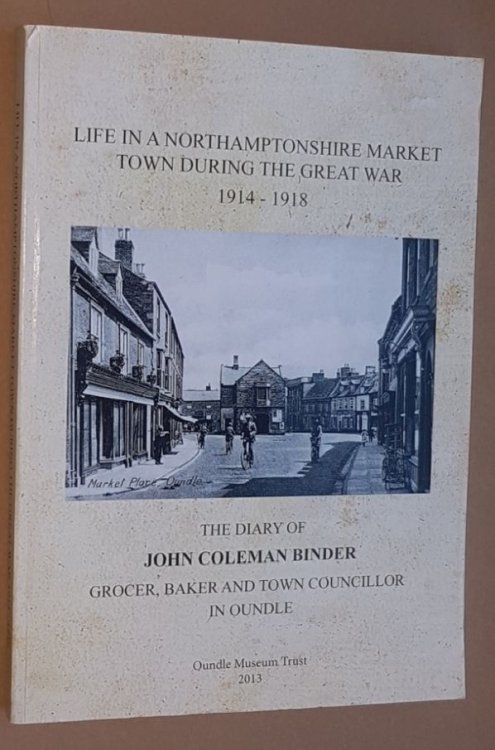 LIFE IN A NORTHAMPTONSHIRE MARKET
TOWN DURING THE GREAT WAR
1914 - 1918
Market Place Oundle
THE DIARY OF
JOHN COLEMAN BINDER
GROCER, BAKER AND TOWN COUNCILLOR
IN OUNDLE
Oundle Museum Trust
2013